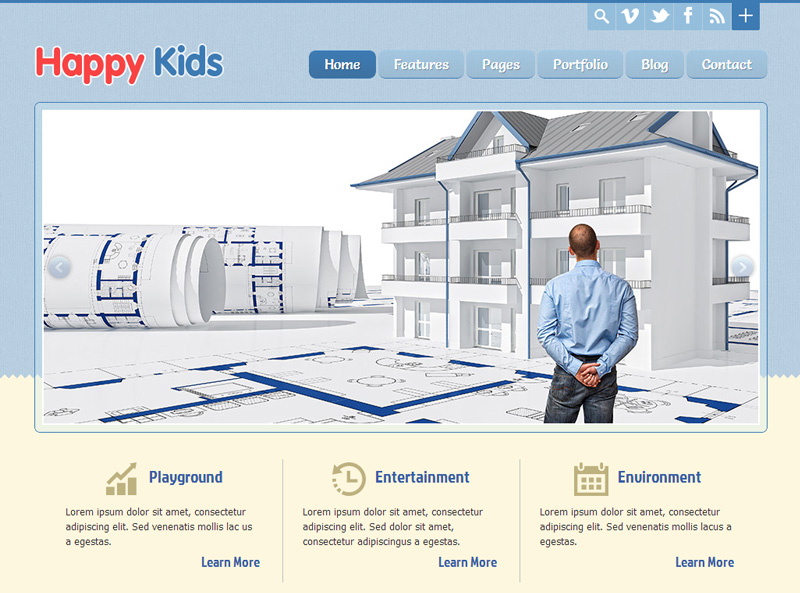 Happy Kids
Home Features Pages Portfolio Blog Contact
Playground
Lorem ipsum dolor sit amet, consectetur
adipiscing elit. Sed venenatis mollis lac us
a egestas.
Learn More
Entertainment
Lorem ipsum dolor sit amet, consectetur
adipiscing elit. Sed dolor sit amet,
consectetur adipiscingus a egestas.
Learn More
Environment
Lorem ipsum dolor sit amet, consectetur
adipiscing elit. Sed venenatis mollis lacus a
egestas.
Learn More